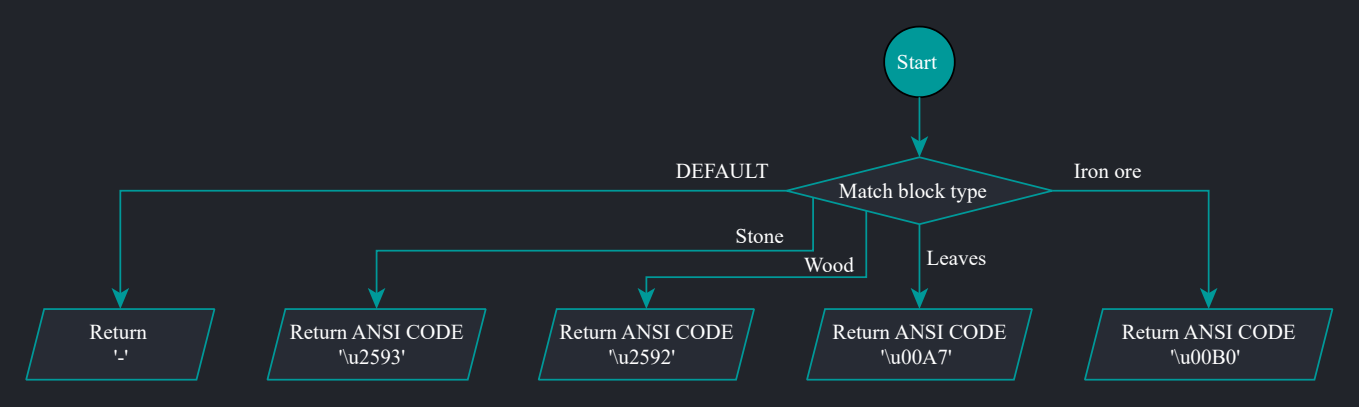 Start
DEFAULT
Match block type
Iron ore
Stone
Wood
Leaves
Return
'-'
Return ANSI CODE
'\u2593'
Return ANSI CODE
'\u2592'
Return ANSI CODE
'\u00A7'
Return ANSI CODE
'\u00B0'